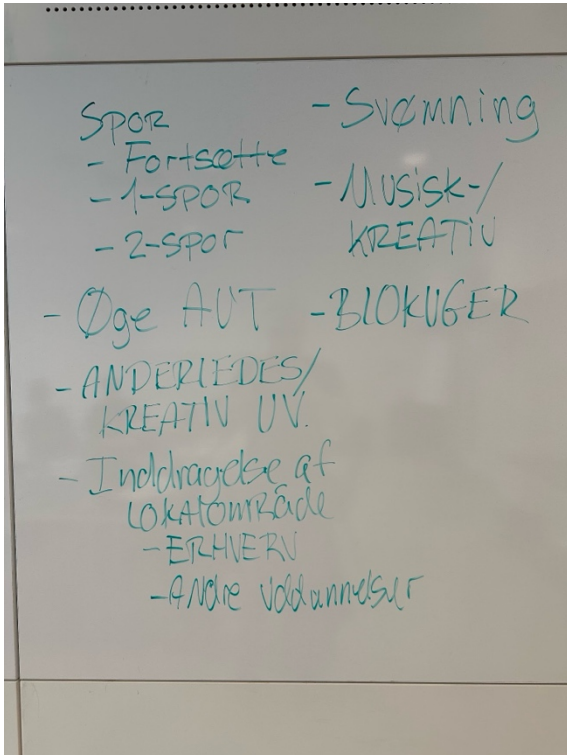 SPOR
- Fortsætte
- 1-SPOR
- 2-SPOr
- Øge AUT
- ANDERLEDES/
KREATIV UV.
- Inddragelse af
LOKALOMRÅDE
- ERHVERV
- ANDRE Uddannelser
- Svømning
- Musisk-/
KREATIV
- BLOKUGER